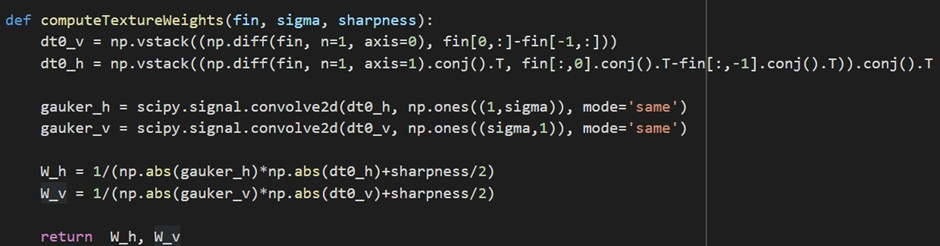 def computeTextureWeights(fin, sigma, sharpness):
    dt0_v = np.vstack((np.diff(fin, n=1, axis=0), fin[0,:]-fin[-1,:]))
    dt0_h = np.vstack((np.diff(fin, n=1, axis=1).conj().T, fin[:,0].conj().T-fin[:,-1].conj().T)).conj().T
    gauker_h = scipy.signal.convolve2d(dt0_h, np.ones((1,sigma)), mode='same')
    gauker_v = scipy.signal.convolve2d(dt0_v, np.ones((sigma,1)), mode='same')
    W_h = 1/(np.abs(gauker_h)*np.abs(dt0_h)+sharpness/2)
    W_v = 1/(np.abs(gauker_v)*np.abs(dt0_v)+sharpness/2)
    return  W_h, W_v